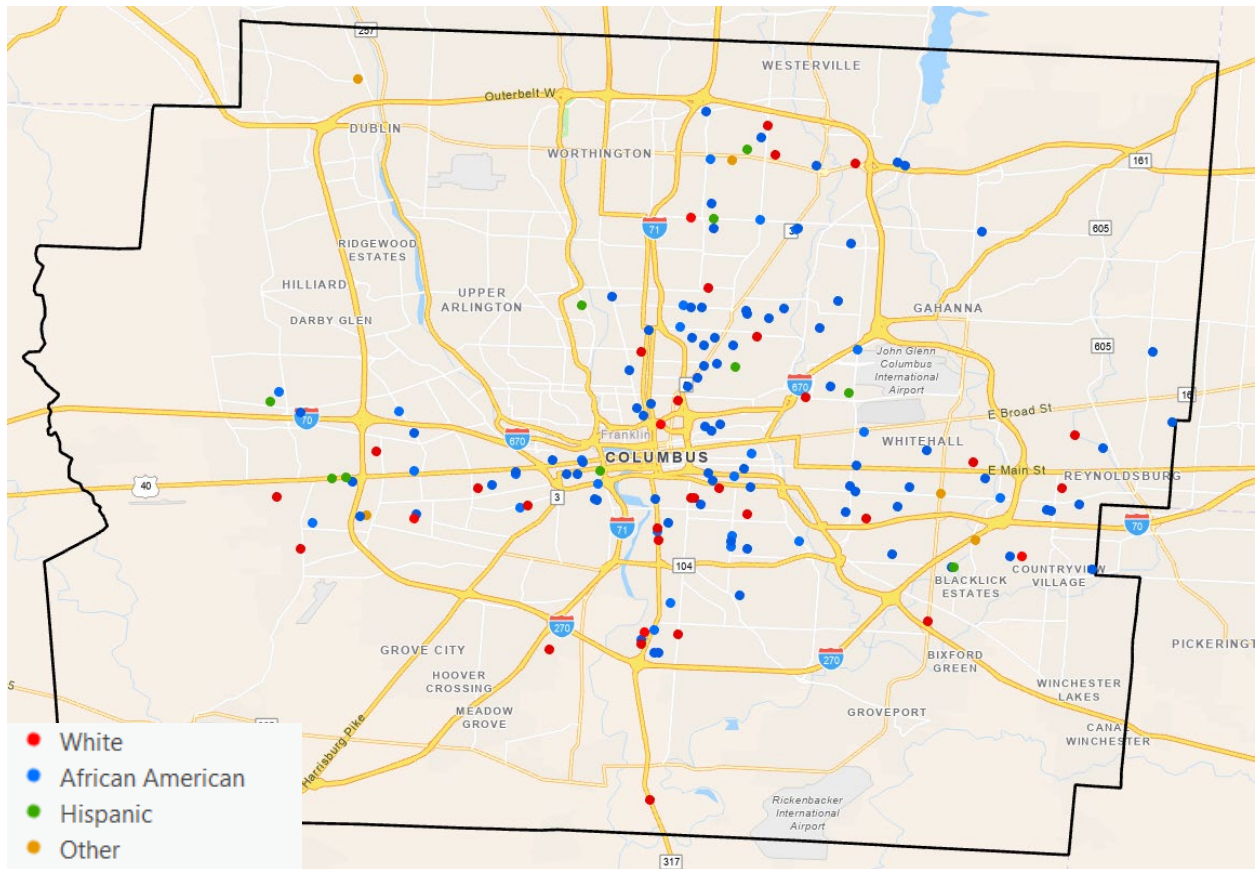 257
WESTERVILLE
Outerbelt W
DUBLIN
WORTHINGTON
161
71
3
605
RIDGEWOOD
ESTATES
HILLIARD
UPPER
ARLINGTON
DARBY GLEN
GAHANNA
John Glenn
Columbus
International
Airport
605
16
70
670
E Broad St
670
Franklin
WHITEHALL
COLUMBUS
E Main St
REYNOLDSBURG
40
3
71
70
104
COUNTRYVIEW
VILLAGE
BLACKLICK
ESTATES
270
GROVE CITY
270
BIXFORD
GREEN
PICKERINGT
HOOVER
CROSSING
WINCHESTER
LAKES
MEADOW
GROVE
GROVEPORT
CANAL
WINCHESTER
Harrisburg Pike
Rickenbacker
International
Airport
317
White
African American
Hispanic
Other